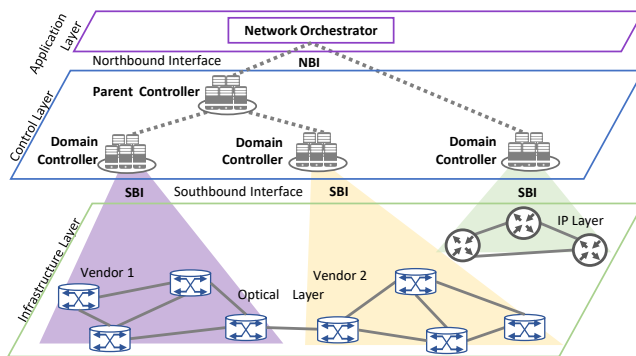 Application
Layer
Network Orchestrator
Northbound Interface
NBI
Control Layer
Parent Controller
Domain
Controller
Domain
Controller
Domain
Controller
SBI
Southbound Interface
SBI
SBI
Infrastructure Layer
IP Layer
Vendor 1
Vendor 2
Optical Layer